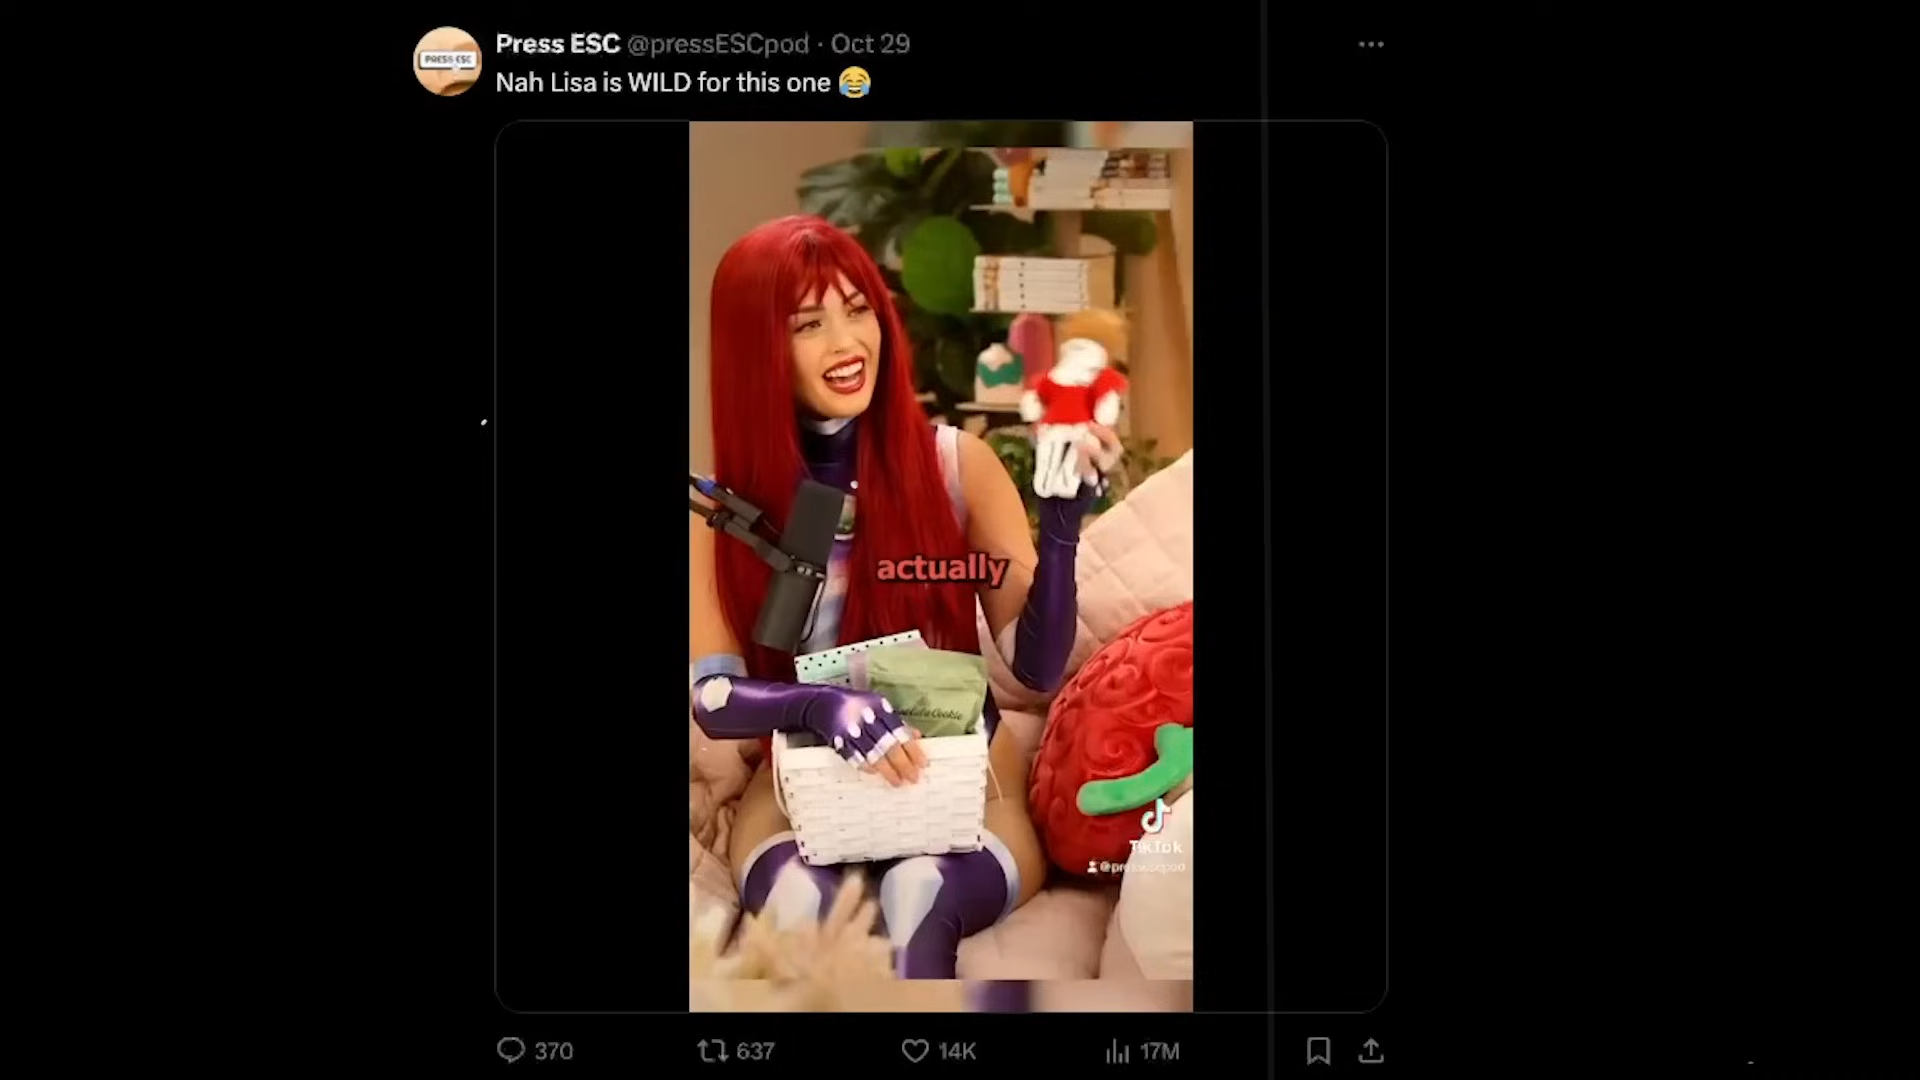 PRESS ESC
Press ESC @pressESCpod · Oct 29
Nah Lisa is WILD for this one 😂
actually
Cookie
TikTok
370
637
14K
17M